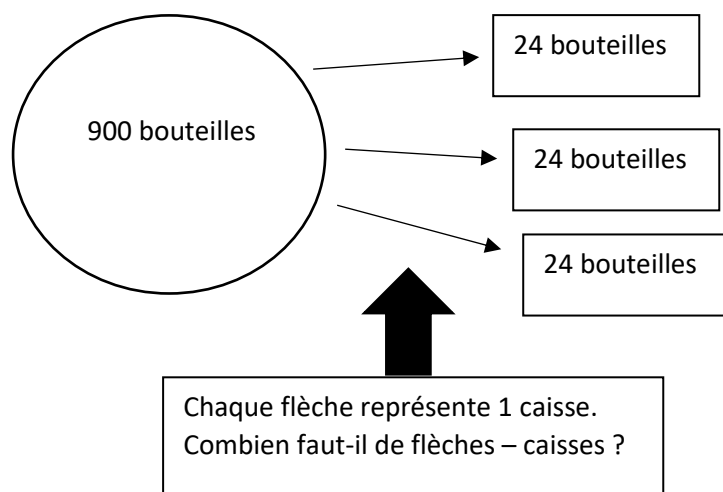 24 bouteilles
900 bouteilles
24 bouteilles
24 bouteilles
Chaque flèche représente 1 caisse.
Combien faut-il de flèches – caisses ?